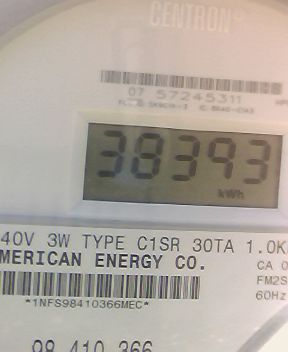 CENTRON®
07 57245311
38393
kWh
40V 3W TYPE C1SR 30TA 1.0K
MERICAN ENERGY CO. CA 0
FM2S
60Hz
*1NFS98410366MEC*
98 410 366